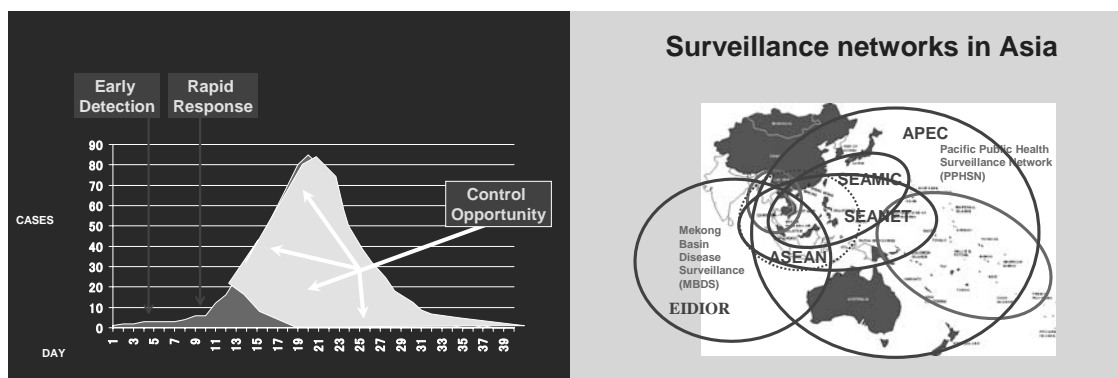 Early
Detection
Rapid
Response
90
80
70
60
50
40
30
20
10
0
CASES
Control
Opportunity
DAY
1
3
5
7
9
11
13
15
17
19
21
23
25
27
29
31
33
35
37
39
Surveillance networks in Asia
APEC
Pacific Public Health
Surveillance Network
(PPHSN)
SEAMIC
SEANET
Mekong
Basin
Disease
Surveillance
(MBDS)
ASEAN
EIDIOR
AUSTRALIA